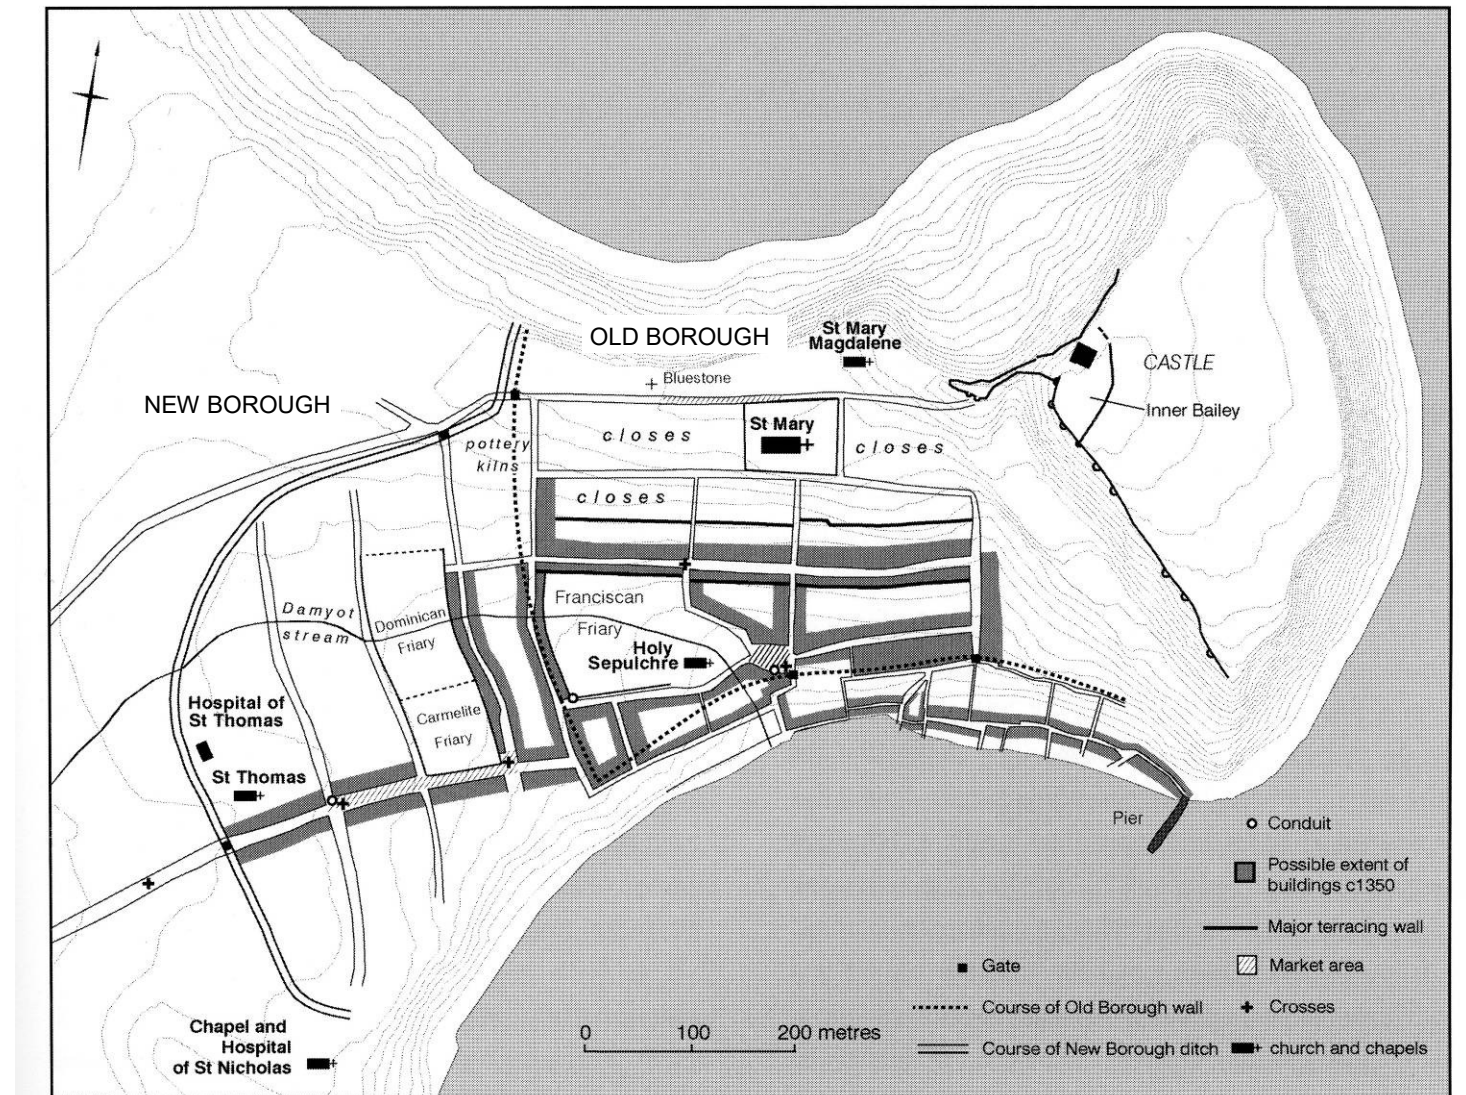 OLD BOROUGH
St Mary
Magdalene
CASTLE
Bluestone
NEW BOROUGH
Inner Bailey
St Mary
closes
closes
pottery
kilns
closes
Franciscan
Friary
Damyot
stream
Dominican
Friary
Holy
Sepulchre
Hospital of
St Thomas
Carmelite
Friary
St Thomas
Pier
Conduit
Possible extent of
buildings c1350
Major terracing wall
Gate
Market area
Course of Old Borough wall
Crosses
Course of New Borough ditch
church and chapels
0 100 200 metres
Chapel and
Hospital
of St Nicholas